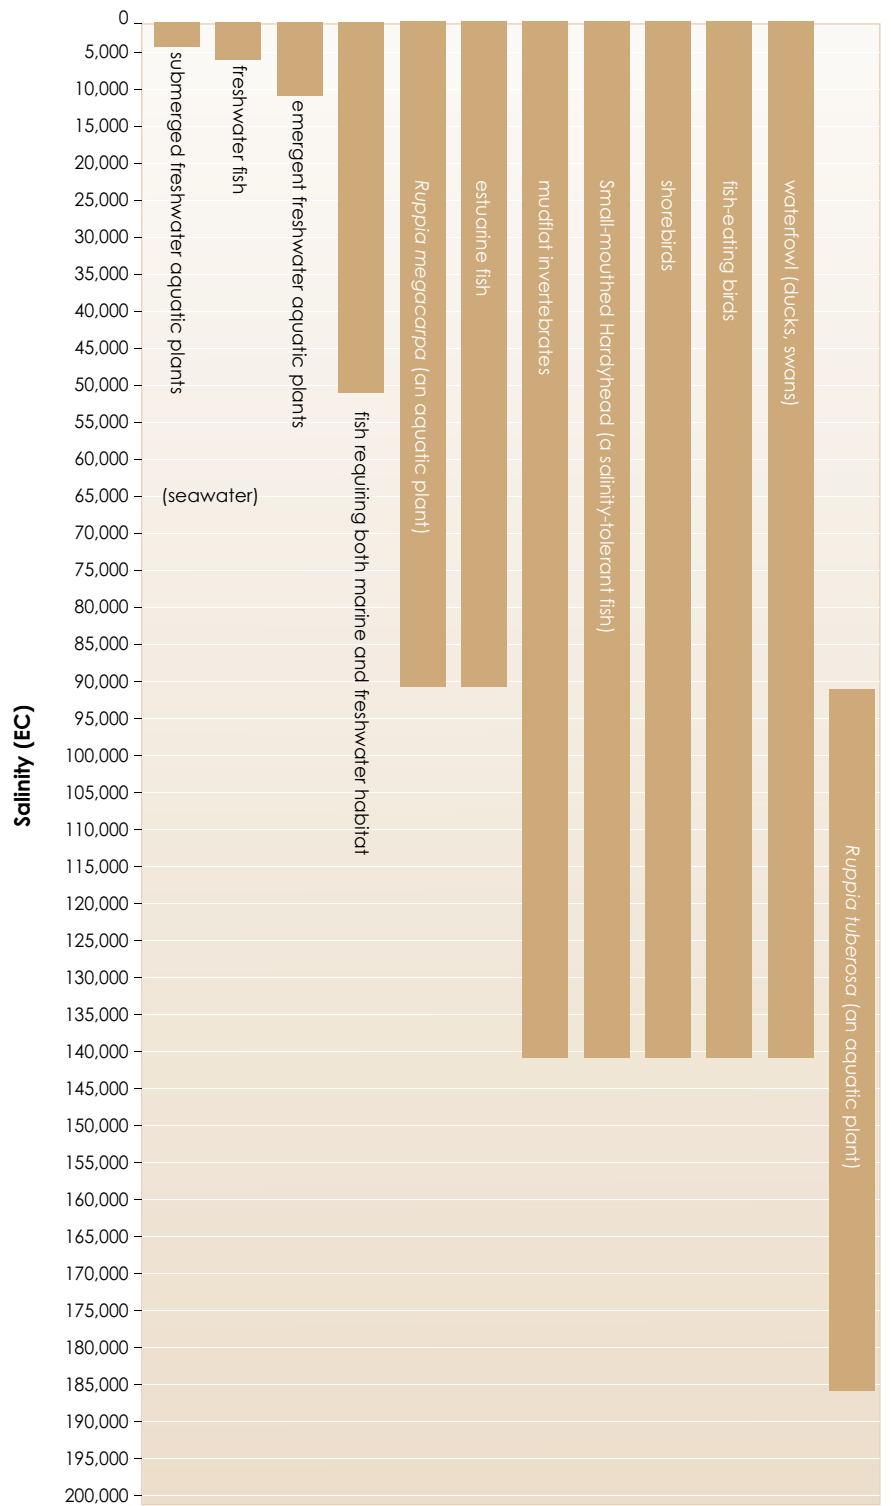 Salinity (EC)
0
5,000
10,000
15,000
20,000
25,000
30,000
35,000
40,000
45,000
50,000
55,000
60,000
65,000
70,000
75,000
80,000
85,000
90,000
95,000
100,000
105,000
110,000
115,000
120,000
125,000
130,000
135,000
140,000
145,000
150,000
155,000
160,000
165,000
170,000
175,000
180,000
185,000
190,000
195,000
200,000
(seawater)
submerged freshwater aquatic plants
freshwater fish
emergent freshwater aquatic plants
fish requiring both marine and freshwater habitat
Ruppia megacarpa (an aquatic plant)
estuarine fish
mudflat invertebrates
Small-mouthed Hardyhead (a salinity-tolerant fish)
shorebirds
fish-eating birds
waterfowl (ducks, swans)
Ruppia tuberosa (an aquatic plant)